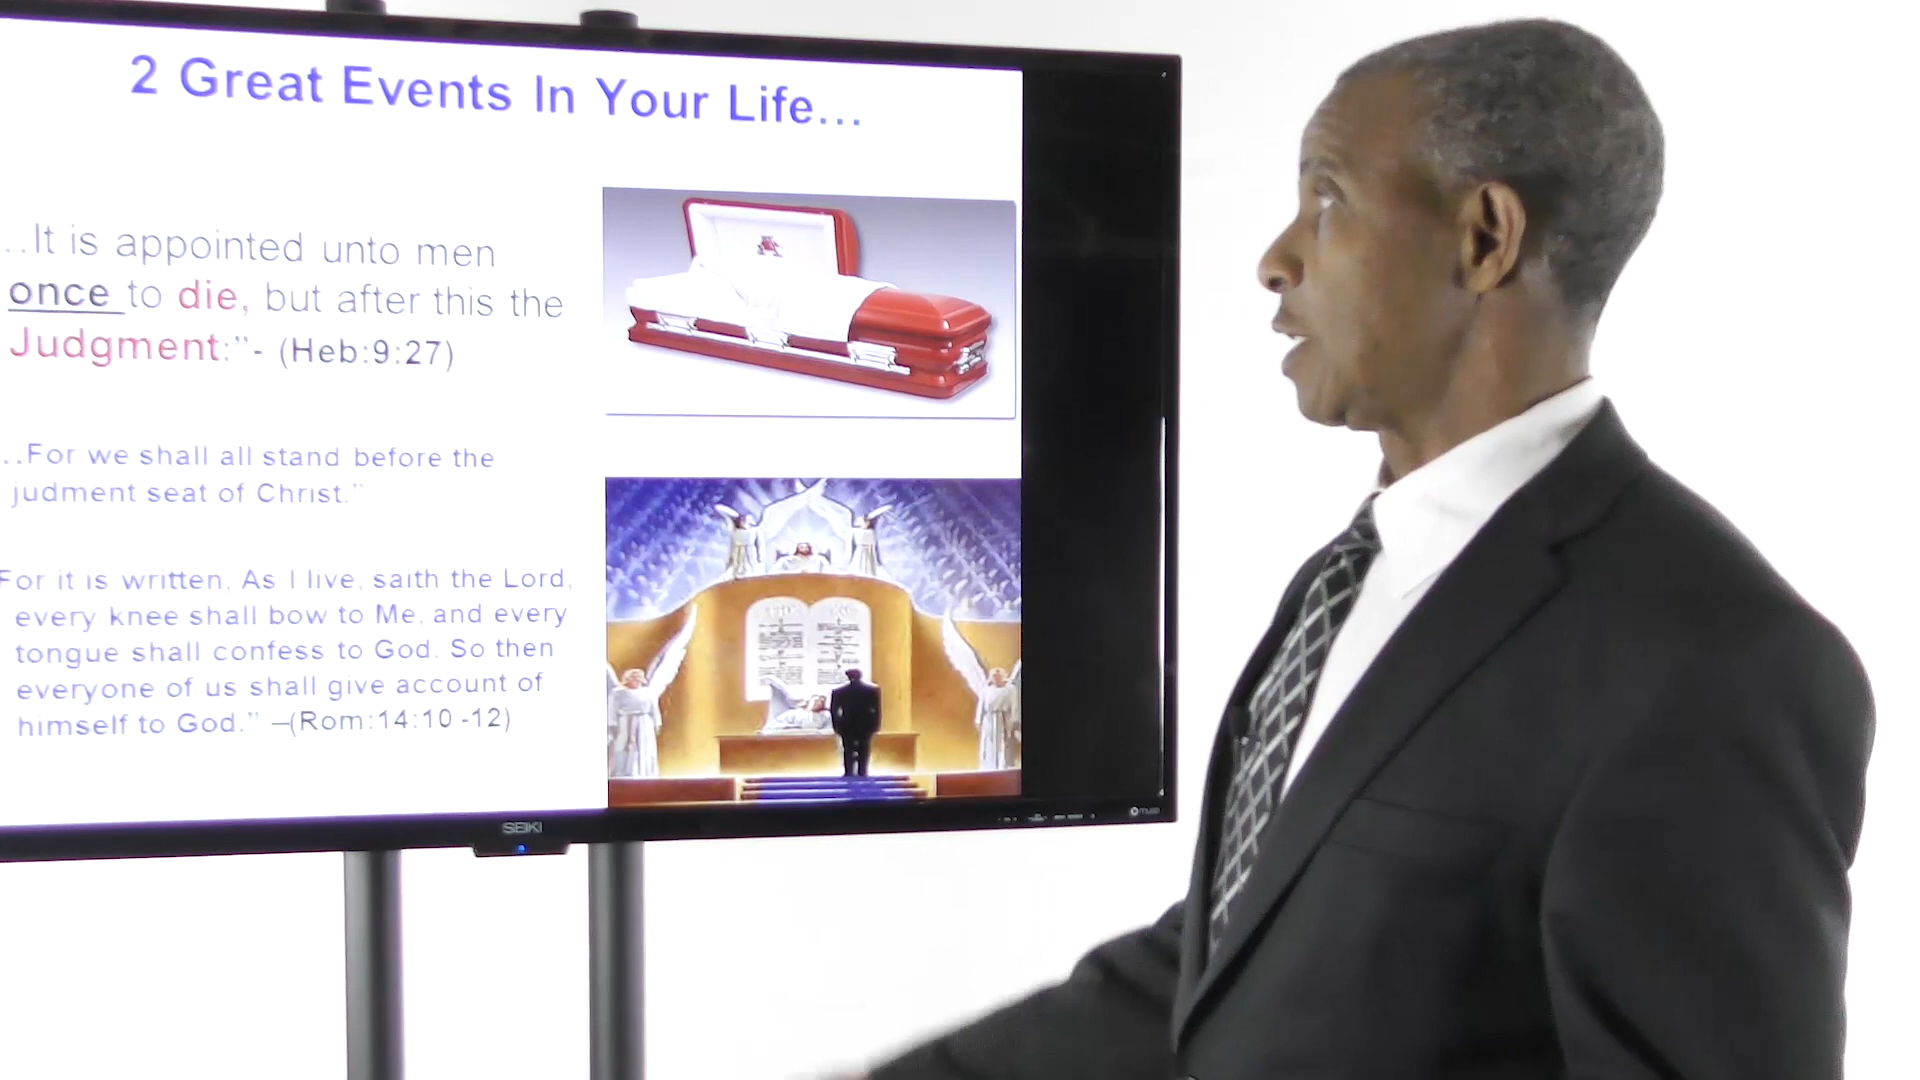 2 Great Events In Your Life...
..It is appointed unto men
once to die, but after this the
Judgment:"- (Heb:9:27)
..For we shall all stand before the
judment seat of Christ."
For it is written, As I live, saith the Lord,
every knee shall bow to Me, and every
tongue shall confess to God. So then
everyone of us shall give account of
himself to God." –(Rom:14:10 -12)
SEIKI